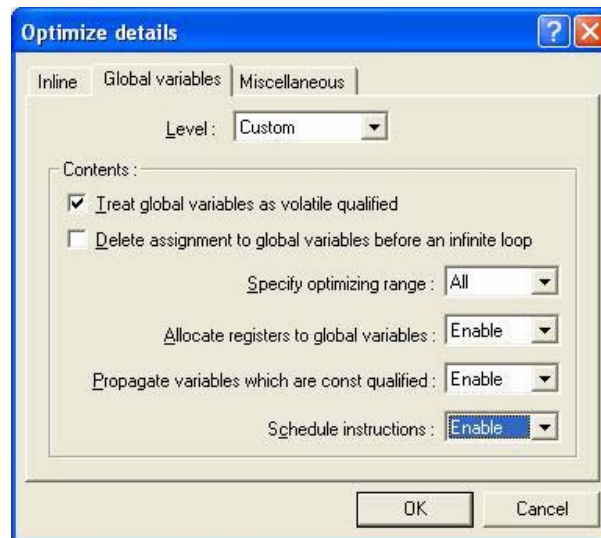 Optimize details
Inline Global variables Miscellaneous
Level : Custom
Contents :
Treat global variables as volatile qualified
Delete assignment to global variables before an infinite loop
Specify optimizing range : All
Allocate registers to global variables : Enable
Propagate variables which are const qualified : Enable
Schedule instructions : Enable
OK Cancel